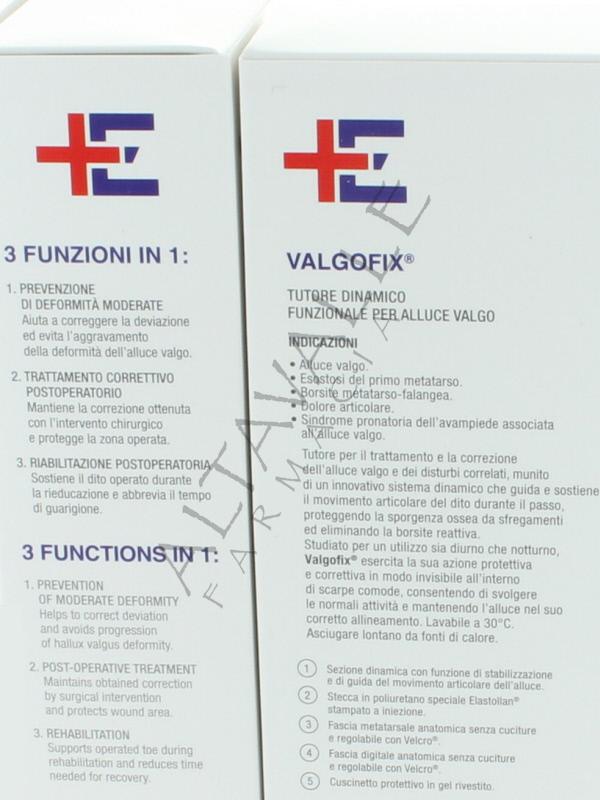 +E
3 FUNZIONI IN 1:
1. PREVENZIONE
DI DEFORMITÀ MODERATE
Aiuta a correggere la deviazione
ed evita l'aggravamento
della deformità dell'alluce valgo.
2. TRATTAMENTO CORRETTIVO
POSTOPERATORIO
Mantiene la correzione ottenuta
con l'intervento chirurgico
e protegge la zona operata.
3. RIABILITAZIONE POSTOPERATORIA
Sostiene il dito operato durante
la rieducazione e abbrevia il tempo
di guarigione.
3 FUNCTIONS IN 1:
1. PREVENTION
OF MODERATE DEFORMITY
Helps to correct deviation
and avoids progression
of hallux valgus deformity.
2. POST-OPERATIVE TREATMENT
Maintains obtained correction
by surgical intervention
and protects wound area.
3. REHABILITATION
Supports operated toe during
rehabilitation and reduces time
needed for recovery.
+E
VALGOFIX®
TUTORE DINAMICO
FUNZIONALE PER ALLUCE VALGO
INDICAZIONI
• Alluce valgo.
• Esostosi del primo metatarso.
• Borsite metatarso-falangea.
• Dolore articolare.
• Sindrome pronatoria dell'avampiede associata
all'alluce valgo.
Tutore per il trattamento e la correzione
dell'alluce valgo e dei disturbi correlati, munito
di un innovativo sistema dinamico che guida e sostiene
il movimento articolare del dito durante il passo,
proteggendo la sporgenza ossea da sfregamenti
ed eliminando la borsite reattiva.
Studiato per un utilizzo sia diurno che notturno,
Valgofix® esercita la sua azione protettiva
e correttiva in modo invisibile all'interno
di scarpe comode, consentendo di svolgere
le normali attività e mantenendo l'alluce nel suo
corretto allineamento. Lavabile a 30°C.
Asciugare lontano da fonti di calore.
1 Sezione dinamica con funzione di stabilizzazione
e di guida del movimento articolare dell'alluce.
2 Stecca in poliuretano speciale Elastollan®
stampato a iniezione.
3 Fascia metatarsale anatomica senza cuciture
e regolabile con Velcro®.
4 Fascia digitale anatomica senza cuciture
e regolabile con Velcro®.
5 Cuscinetto protettivo in gel rivestito.
ALTAVALLE
FARMACIA